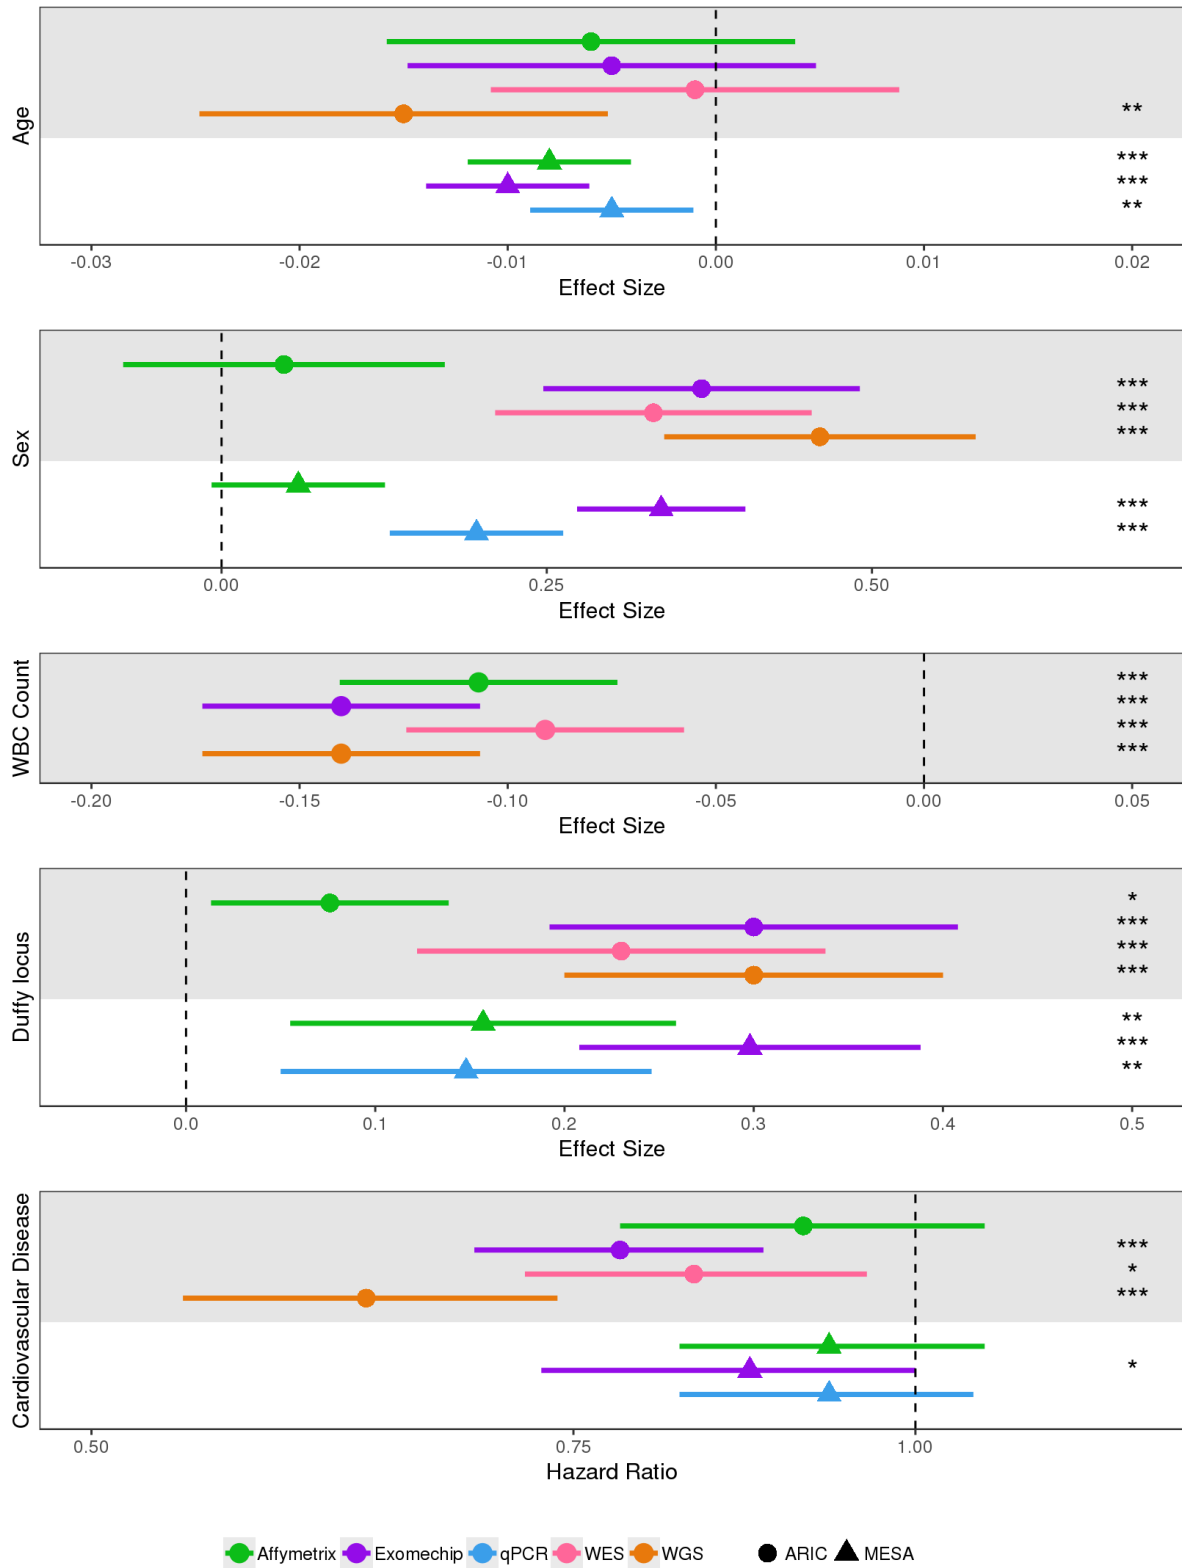 Age
**
***
***
**
-0.03 -0.02 -0.01 0.00 0.01 0.02
Effect Size
Sex
***
***
***
***
***
0.00 0.25 0.50
Effect Size
WBC Count
***
***
***
***
-0.20 -0.15 -0.10 -0.05 0.00 0.05
Effect Size
Duffy locus
*
***
***
***
**
***
**
0.0 0.1 0.2 0.3 0.4 0.5
Effect Size
Cardiovascular Disease
***
*
***
*
0.50 0.75 1.00
Hazard Ratio
Affymetrix Exomechip qPCR WES WGS ARIC MESA